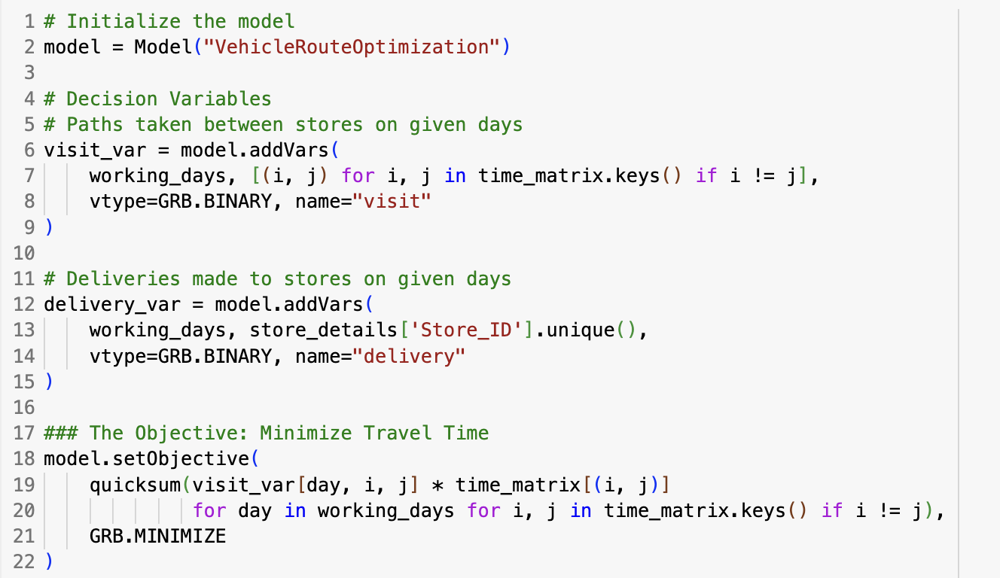 1 # Initialize the model
2 model = Model("VehicleRouteOptimization")
3
4 # Decision Variables
5 # Paths taken between stores on given days
6 visit_var = model.addVars(
7     working_days, [(i, j) for i, j in time_matrix.keys() if i != j],
8     vtype=GRB.BINARY, name="visit"
9 )
10
11 # Deliveries made to stores on given days
12 delivery_var = model.addVars(
13     working_days, store_details['Store_ID'].unique(),
14     vtype=GRB.BINARY, name="delivery"
15 )
16
17 ### The Objective: Minimize Travel Time
18 model.setObjective(
19     quicksum(visit_var[day, i, j] * time_matrix[(i, j)]
20              for day in working_days for i, j in time_matrix.keys() if i != j),
21     GRB.MINIMIZE
22 )